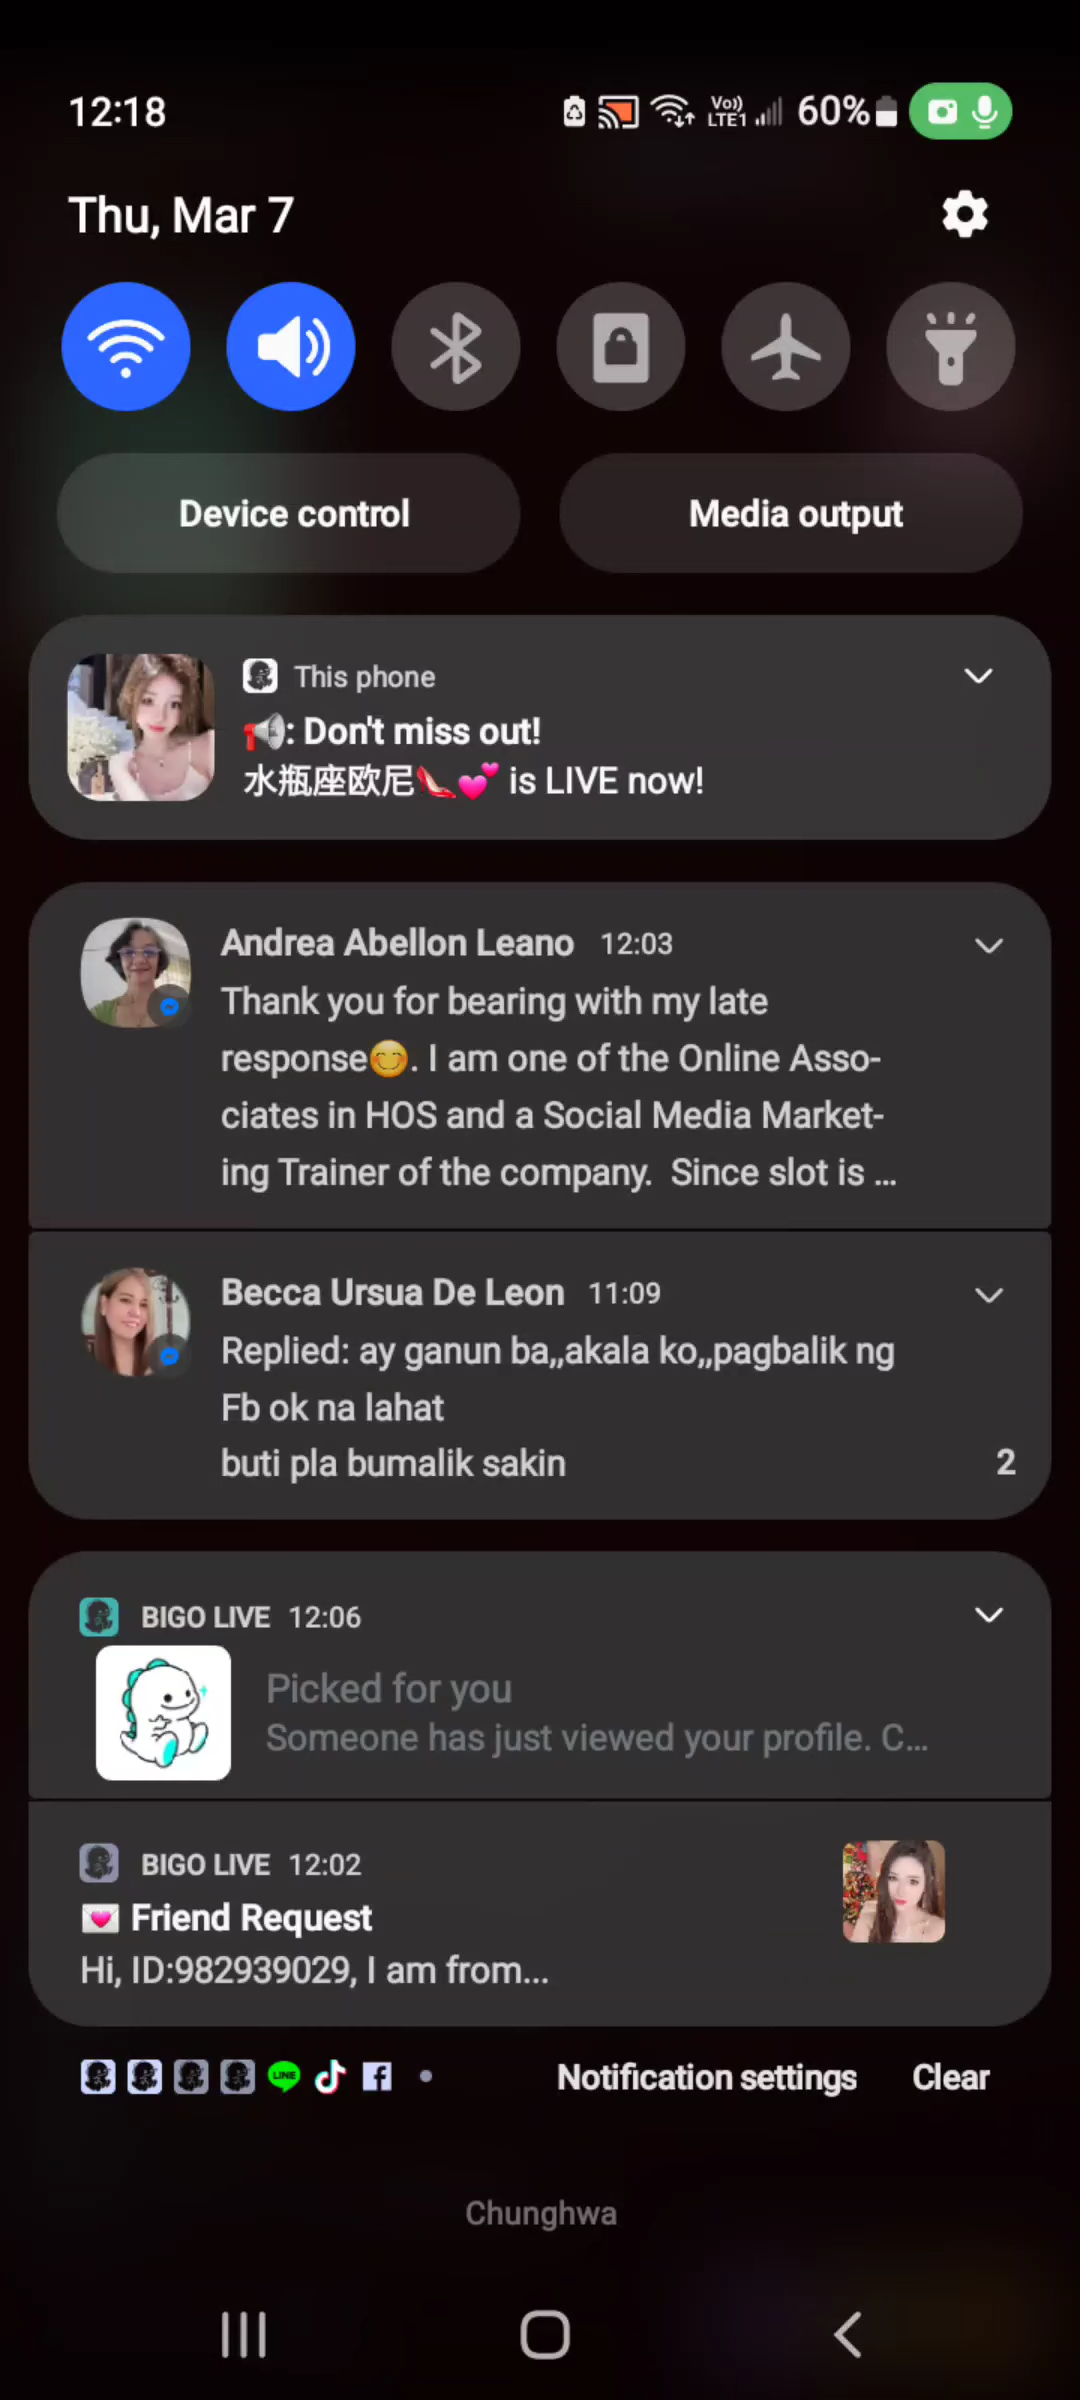 12:18
Vo))
LTE1
60%
Thu, Mar 7
Device control
Media output
This phone
📢: Don't miss out!
水瓶座欧尼👠💕 is LIVE now!
Andrea Abellon Leano 12:03
Thank you for bearing with my late
response😊. I am one of the Online Asso-
ciates in HOS and a Social Media Market-
ing Trainer of the company.  Since slot is ...
Becca Ursua De Leon 11:09
Replied: ay ganun ba,,akala ko,,pagbalik ng
Fb ok na lahat
buti pla bumalik sakin
2
BIGO LIVE 12:06
Picked for you
Someone has just viewed your profile. C...
BIGO LIVE 12:02
💌 Friend Request
Hi, ID:982939029, I am from...
LINE
Notification settings
Clear
Chunghwa